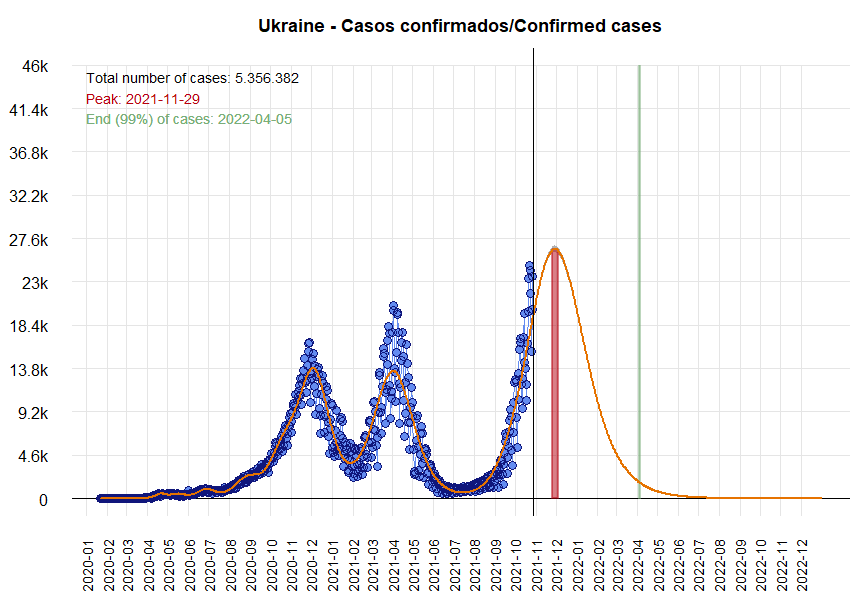 Ukraine - Casos confirmados/Confirmed cases
46k
Total number of cases: 5.356.382
Peak: 2021-11-29
41.4k
End (99%) of cases: 2022-04-05
36.8k
32.2k
27.6k
23k
18.4k
13.8k
9.2k
4.6k
0
2020-01
2020-02
2020-03
2020-04
2020-05
2020-06
2020-07
2020-08
2020-09
2020-10
2020-11
2020-12
2021-01
2021-02
2021-03
2021-04
2021-05
2021-06
2021-07
2021-08
2021-09
2021-10
2021-11
2021-12
2022-01
2022-02
2022-03
2022-04
2022-05
2022-06
2022-07
2022-08
2022-09
2022-10
2022-11
2022-12